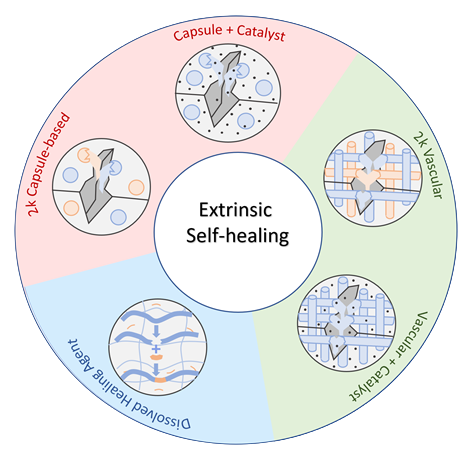 Capsule + Catalyst
2k Capsule-based
2k Vascular
Extrinsic
Self-healing
Vascular + Catalyst
Dissolved Healing Agent